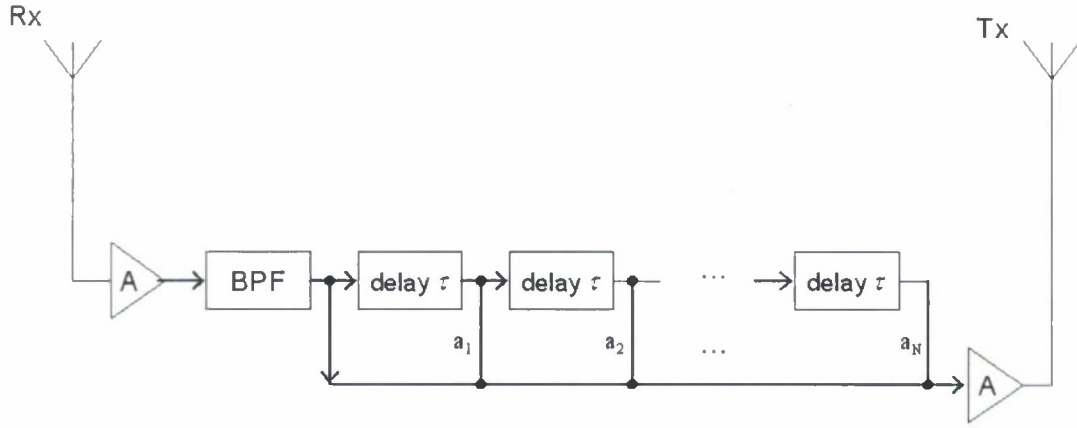 Rx
Tx
A
BPF
delay τ
delay τ
...
delay τ
a₁
a₂
...
a_N
A